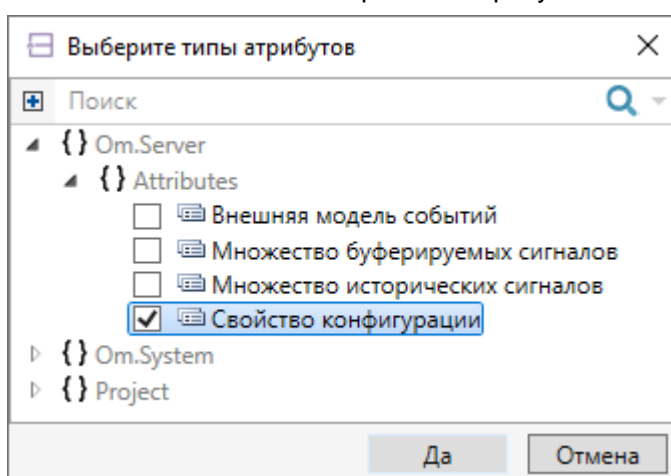 Выберите типы атрибутов
Поиск
{} Om.Server
{} Attributes
Внешняя модель событий
Множество буферируемых сигналов
Множество исторических сигналов
Свойство конфигурации
{} Om.System
{} Project
Да Отмена